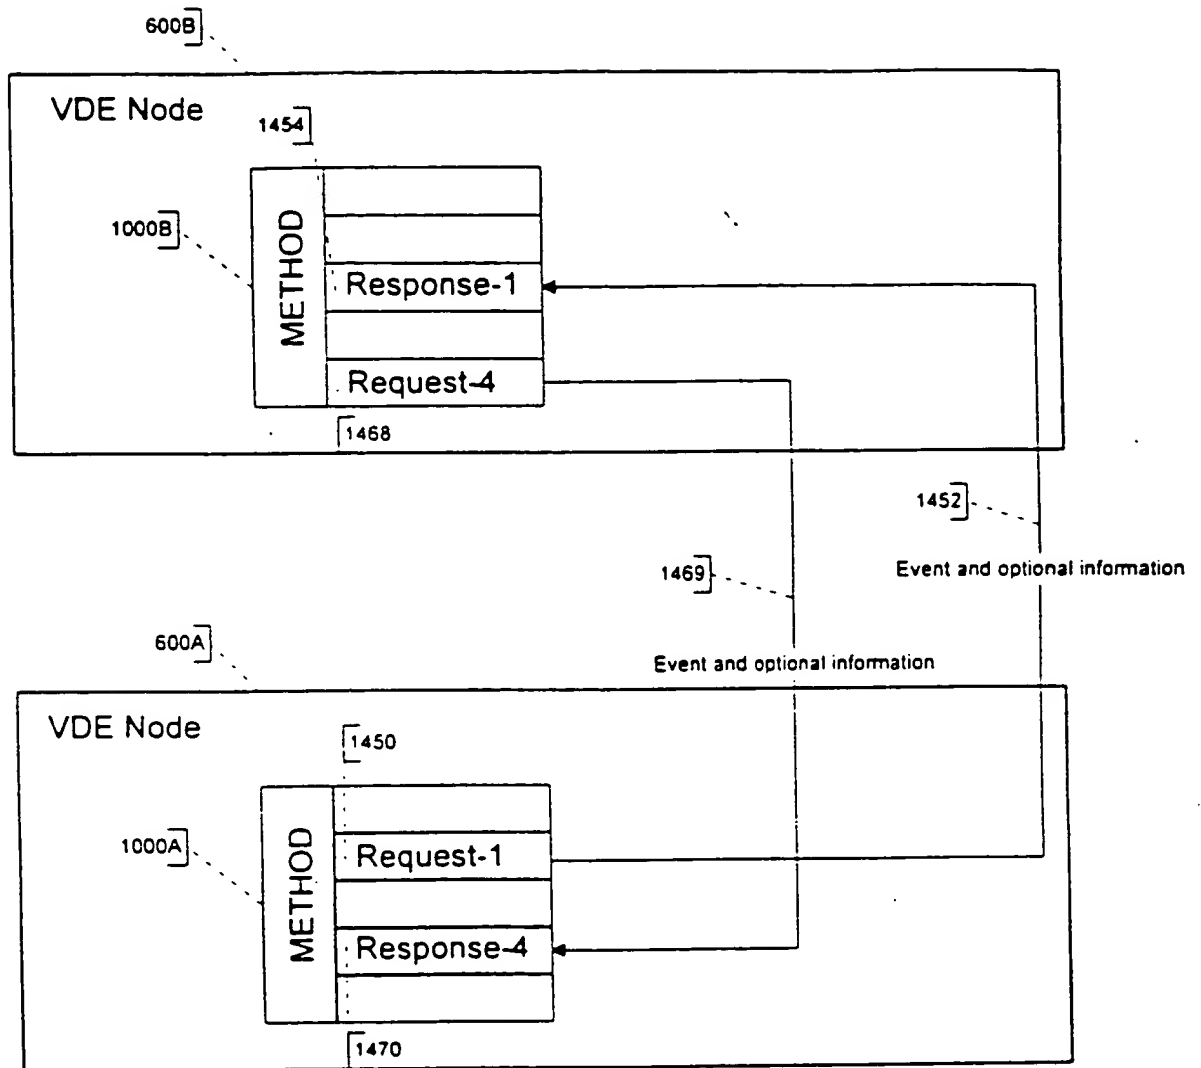 600B
VDE Node
1454
1000B
METHOD
Response-1
Request-4
1468
1452
Event and optional information
1469
600A
Event and optional information
VDE Node
1450
1000A
METHOD
Request-1
Response-4
1470